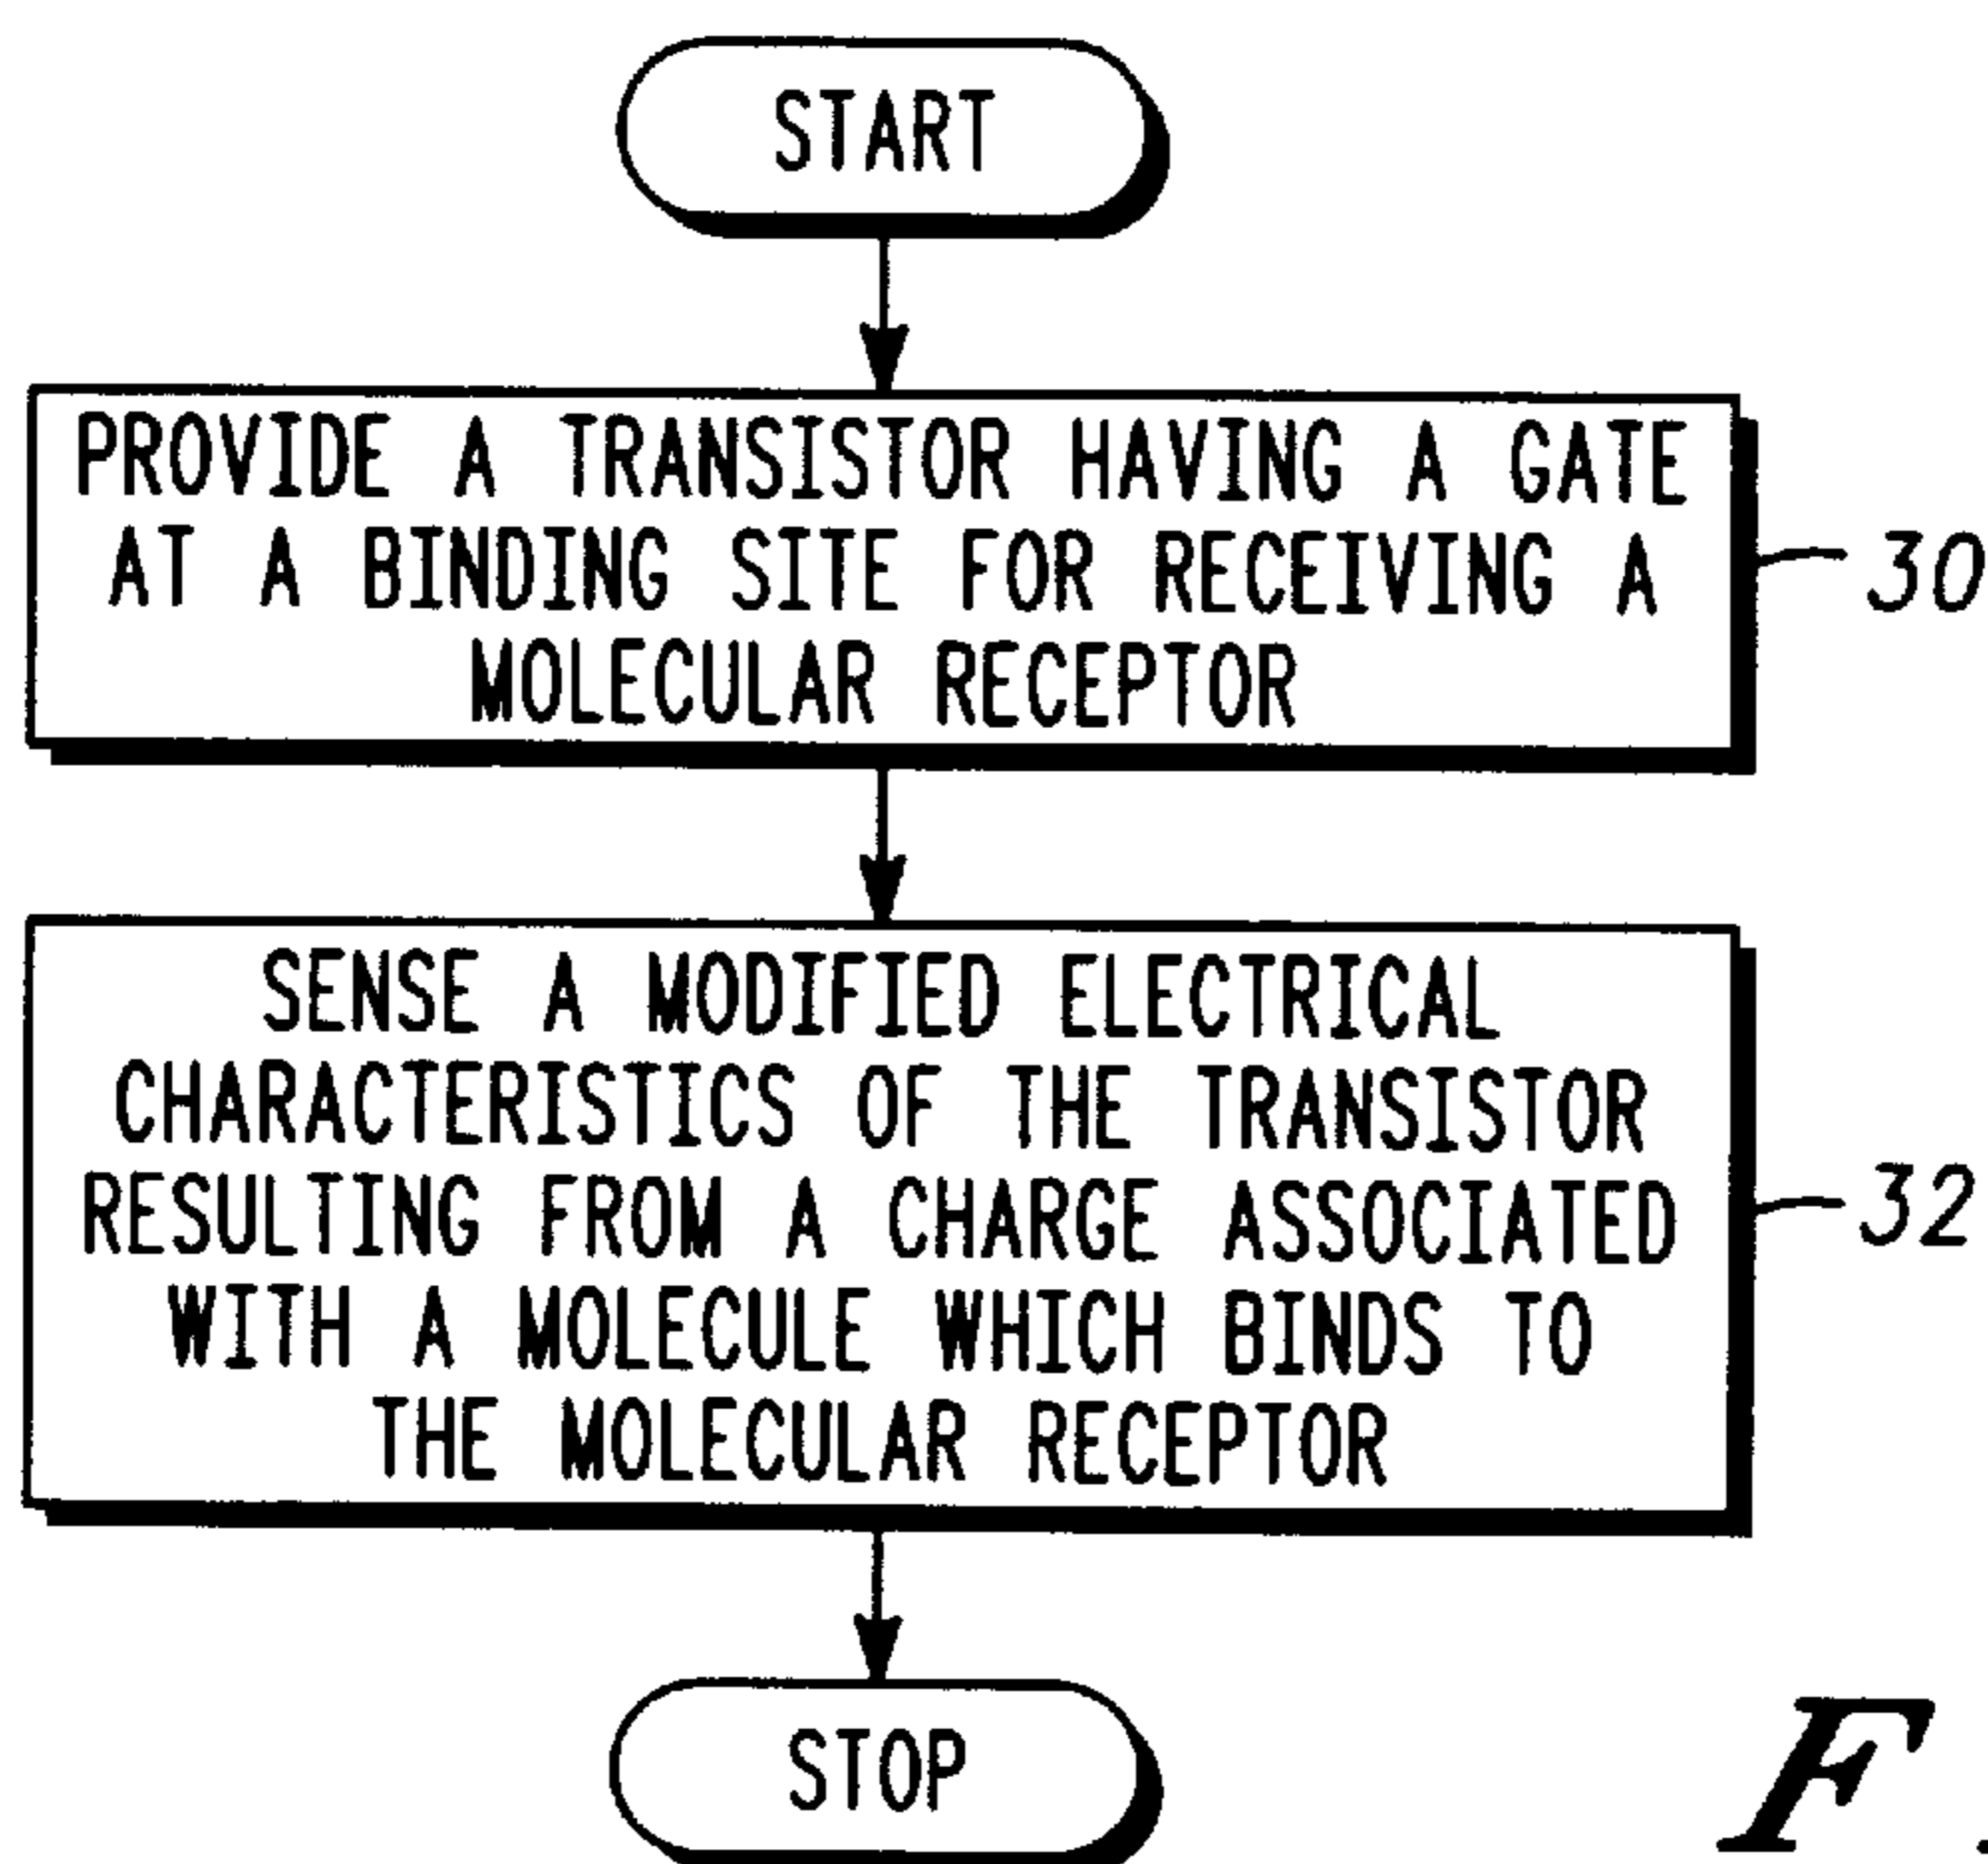 START
PROVIDE A TRANSISTOR HAVING A GATE
AT A BINDING SITE FOR RECEIVING A
MOLECULAR RECEPTOR
30
SENSE A MODIFIED ELECTRICAL
CHARACTERISTICS OF THE TRANSISTOR
RESULTING FROM A CHARGE ASSOCIATED
WITH A MOLECULE WHICH BINDS TO
THE MOLECULAR RECEPTOR
32
STOP
F